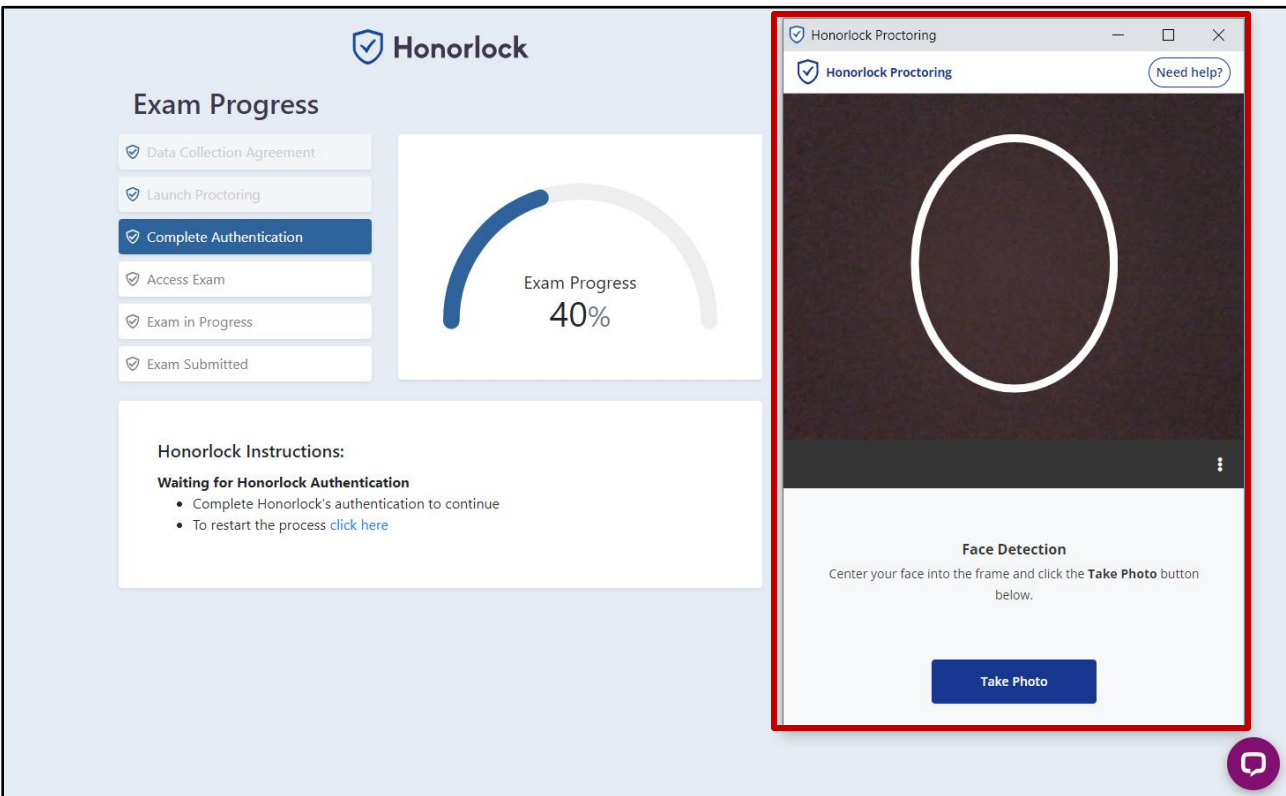 Honorlock
Exam Progress
Data Collection Agreement
Launch Proctoring
Complete Authentication
Access Exam
Exam in Progress
Exam Submitted
Exam Progress
40%
Honorlock Instructions:
Waiting for Honorlock Authentication
• Complete Honorlock's authentication to continue
• To restart the process click here
Honorlock Proctoring
Honorlock Proctoring
Need help?
Face Detection
Center your face into the frame and click the Take Photo button
below.
Take Photo